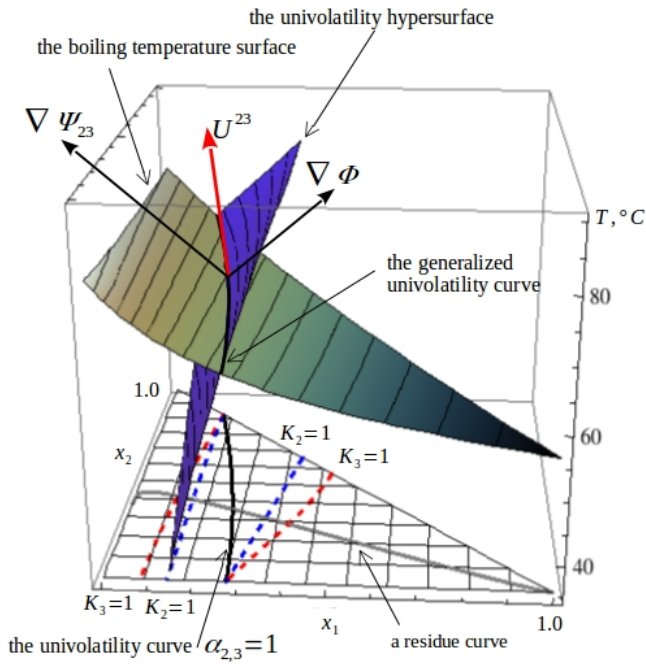 the univolatility hypersurface
the boiling temperature surface
∇ Ψ₂₃
U²³
∇ Φ
T,°C
the generalized
univolatility curve
80
1.0
K₂=1
60
x₂
K₃=1
40
K₃=1 K₂=1
x₁
1.0
the univolatility curve α₂,₃=1
a residue curve